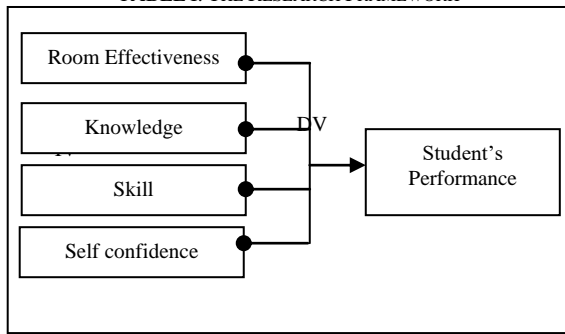 Room Effectiveness
Knowledge
DV
Skill
Student's
Performance
Self confidence